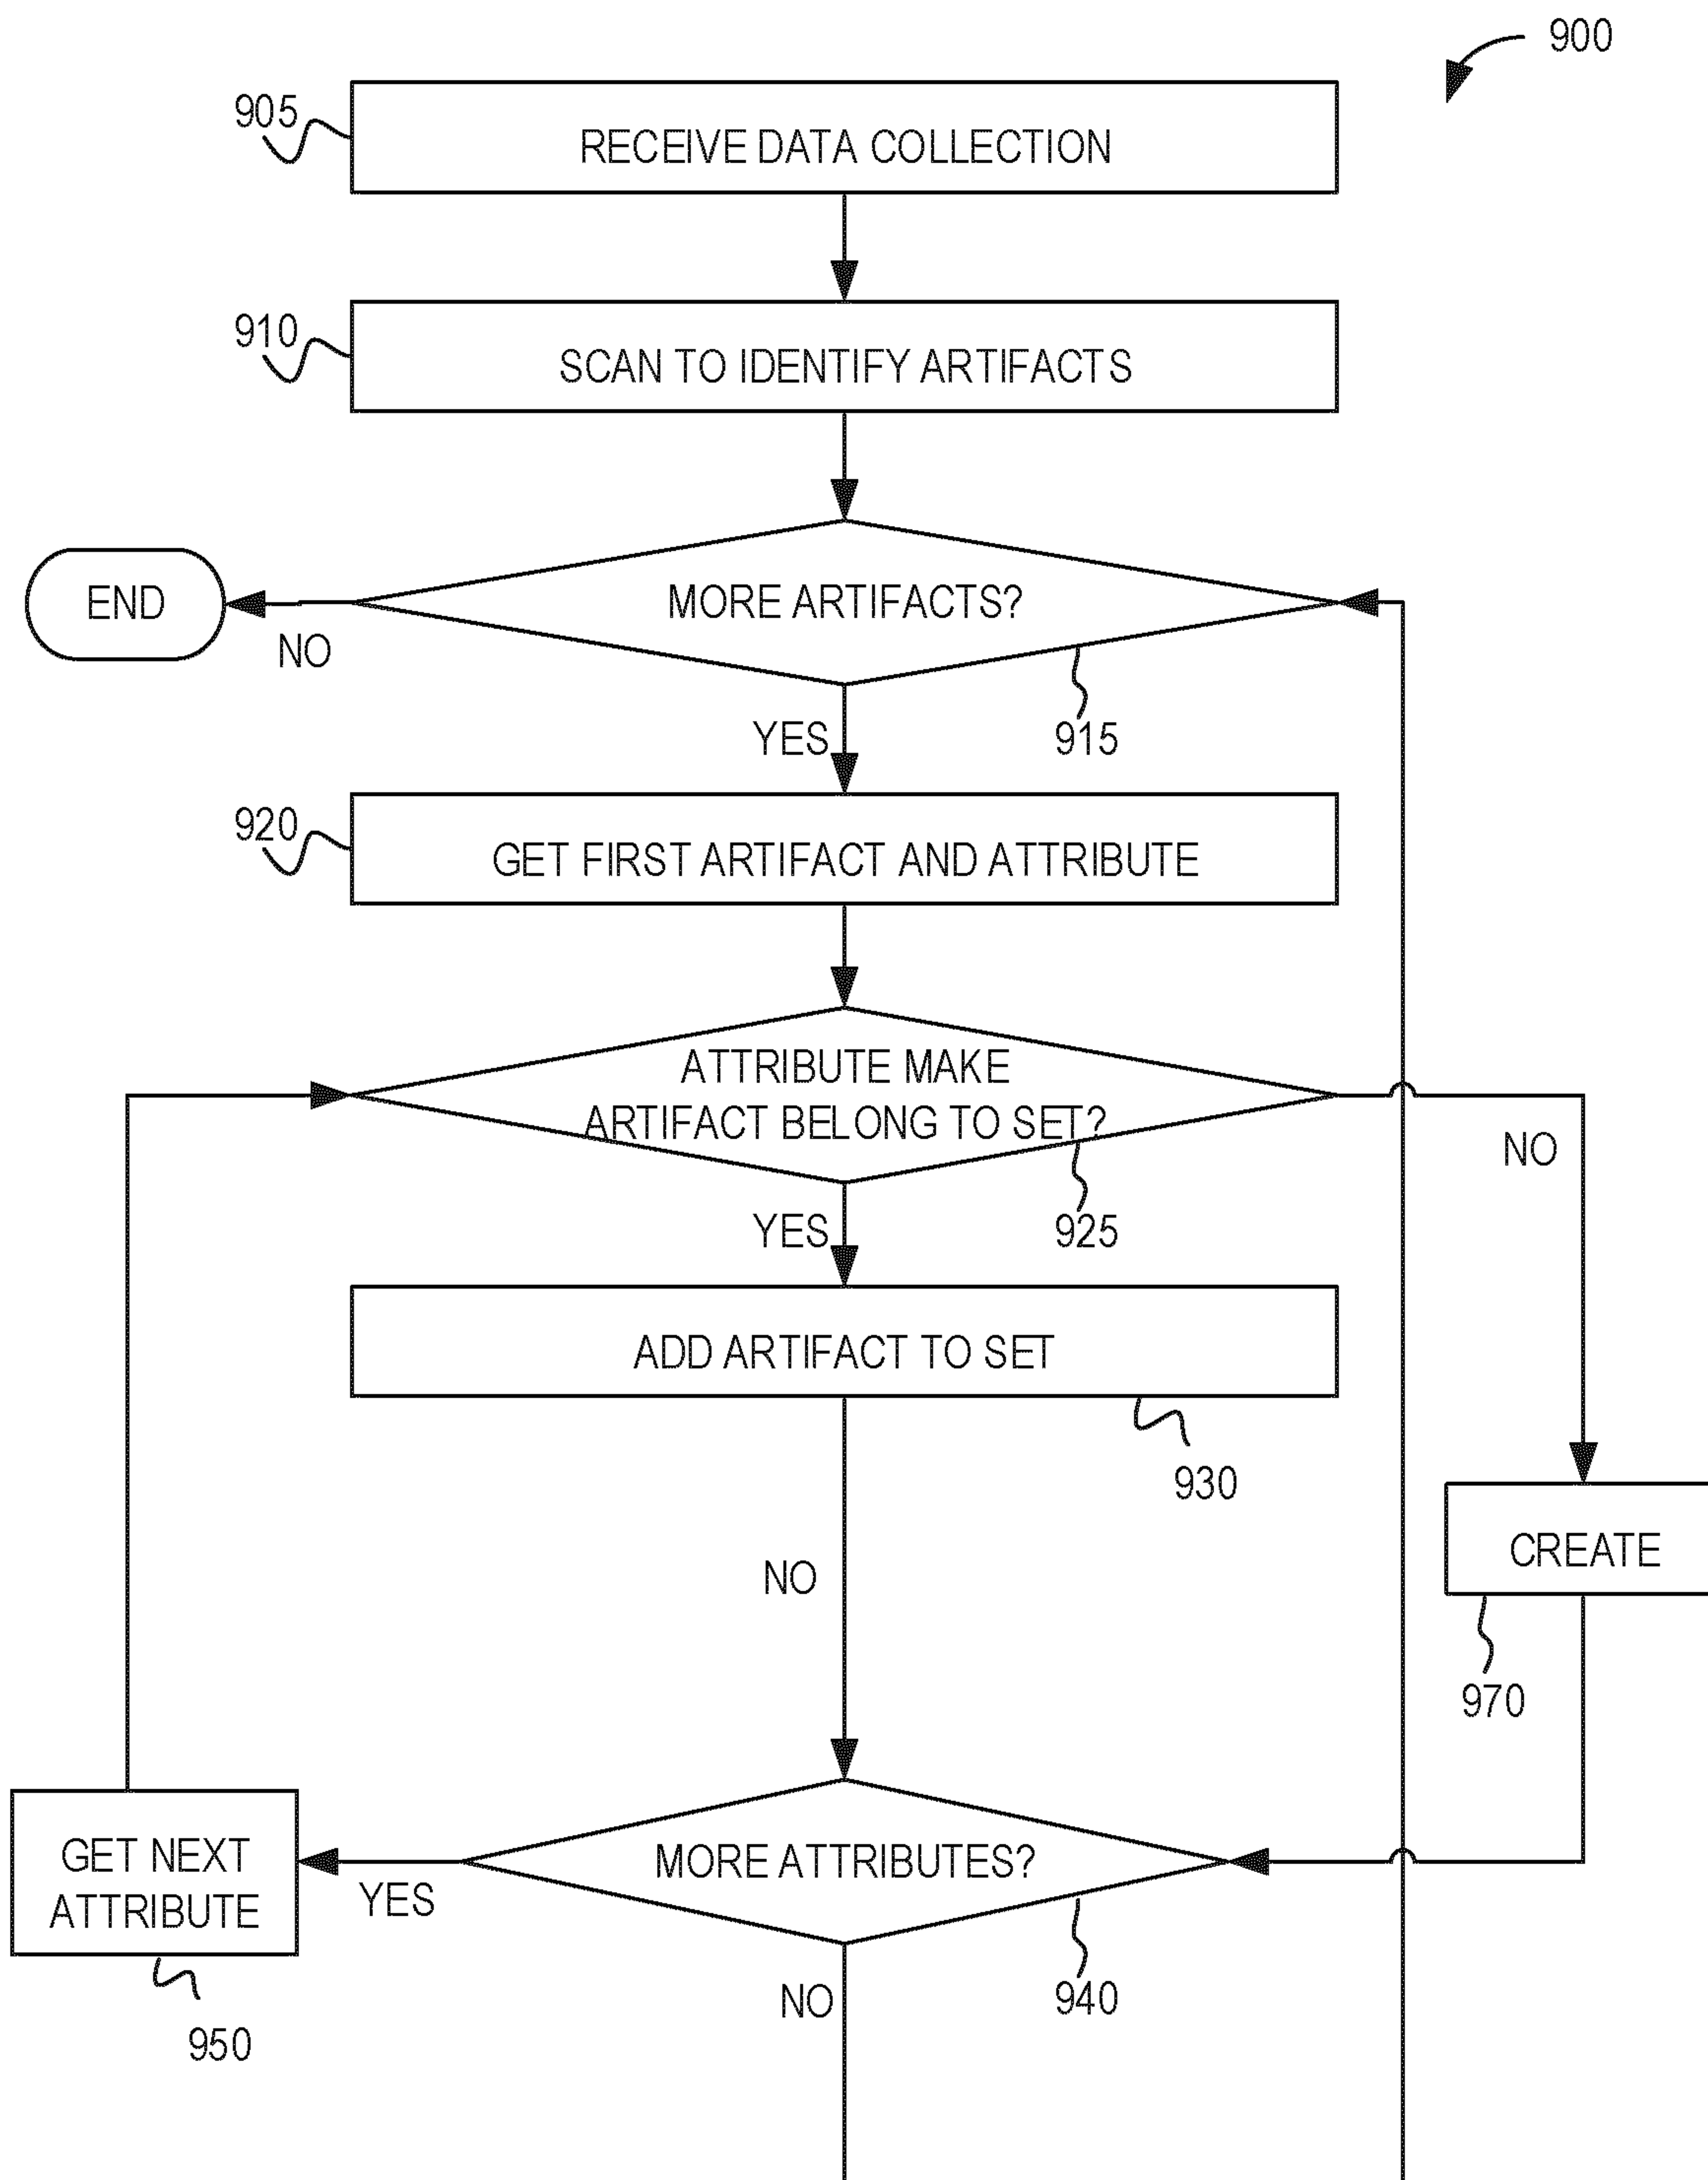 900
905
RECEIVE DATA COLLECTION
910
SCAN TO IDENTIFY ARTIFACTS
MORE ARTIFACTS?
END
NO
YES
915
920
GET FIRST ARTIFACT AND ATTRIBUTE
ATTRIBUTE MAKE
ARTIFACT BELONG TO SET?
NO
YES
925
ADD ARTIFACT TO SET
930
CREATE
NO
970
GET NEXT
ATTRIBUTE
MORE ATTRIBUTES?
YES
NO
940
950